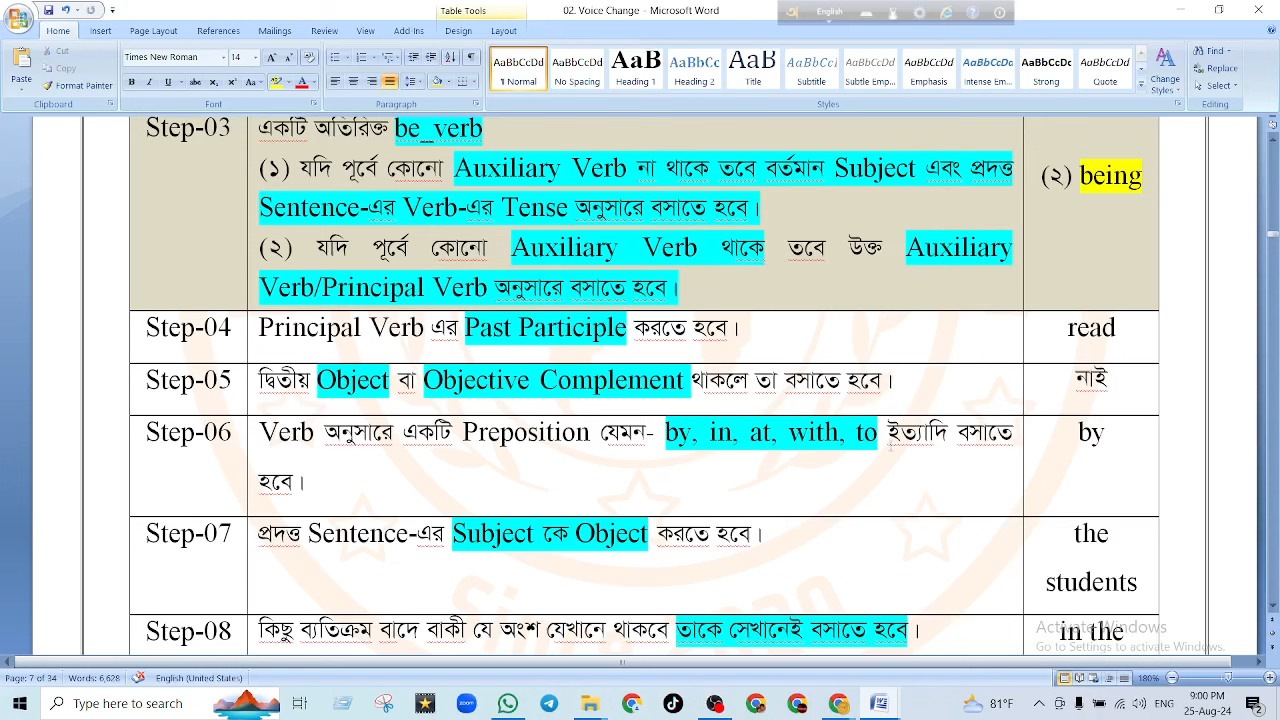 Table Tools
02. Voice Change - Microsoft Word
English
Home Insert Page Layout References Mailings Review View Add-Ins Design Layout
Paste
Cut
Copy
Format Painter
Clipboard
Times New Roman 14
Font
Paragraph
AaBbCcDd ¶ Normal
AaBbCcDd No Spacing
AaB Heading 1
AaBbCc Heading 2
AaB Title
AaBbCcI Subtitle
AaBbCcDd Subtle Emp...
AaBbCcDd Emphasis
AaBbCcDd Intense Em...
AaBbCcDd Strong
AaBbCcDd Quote
Change Styles
Styles
Find
Replace
Select
Editing
Step-03 একটি অতিরিক্ত be_verb
(১) যদি পূর্বে কোনো Auxiliary Verb না থাকে তবে বর্তমান Subject এবং প্রদত্ত (২) being
Sentence-এর Verb-এর Tense অনুসারে বসাতে হবে।
(২) যদি পূর্বে কোনো Auxiliary Verb থাকে তবে উক্ত Auxiliary
Verb/Principal Verb অনুসারে বসাতে হবে।
Step-04 Principal Verb এর Past Participle করতে হবে। read
Step-05 দ্বিতীয় Object বা Objective Complement থাকলে তা বসাতে হবে। নাই
Step-06 Verb অনুসারে একটি Preposition যেমন- by, in, at, with, to ইত্যাদি বসাতে by
হবে।
Step-07 প্রদত্ত Sentence-এর Subject কে Object করতে হবে। the
students
Step-08 কিছু ব্যতিক্রম বাদে বাকী যে অংশ যেখানে থাকবে তাকে সেখানেই বসাতে হবে। in the
Activate Windows
Go to Settings to activate Windows.
Page: 7 of 34 Words: 6,628 English (United States) 180%
Type here to search
81°F
9:00 PM
25-Aug-24